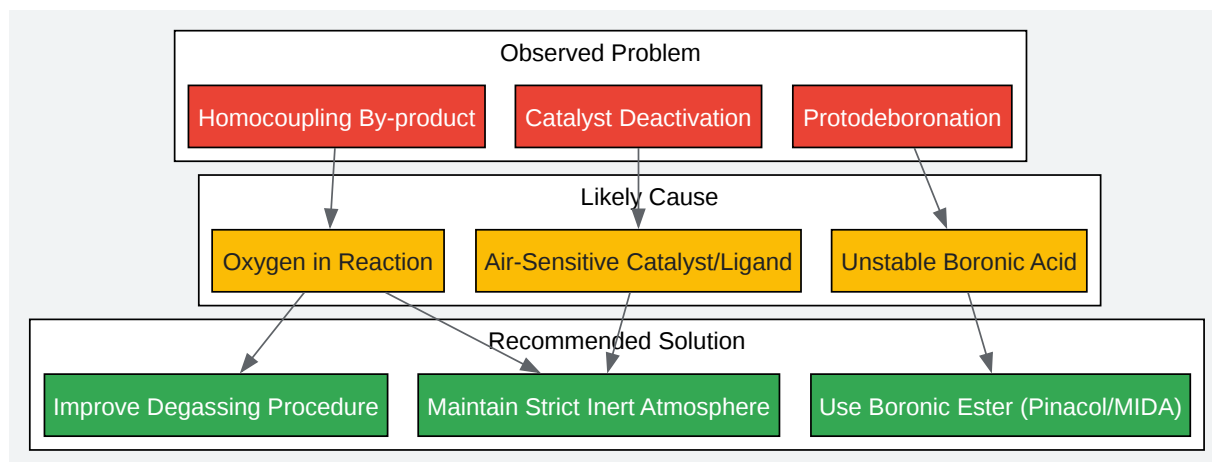 Observed Problem
Homocoupling By-product
Catalyst Deactivation
Protodeboronation
Likely Cause
Oxygen in Reaction
Air-Sensitive Catalyst/Ligand
Unstable Boronic Acid
Recommended Solution
Improve Degassing Procedure
Maintain Strict Inert Atmosphere
Use Boronic Ester (Pinacol/MIDA)